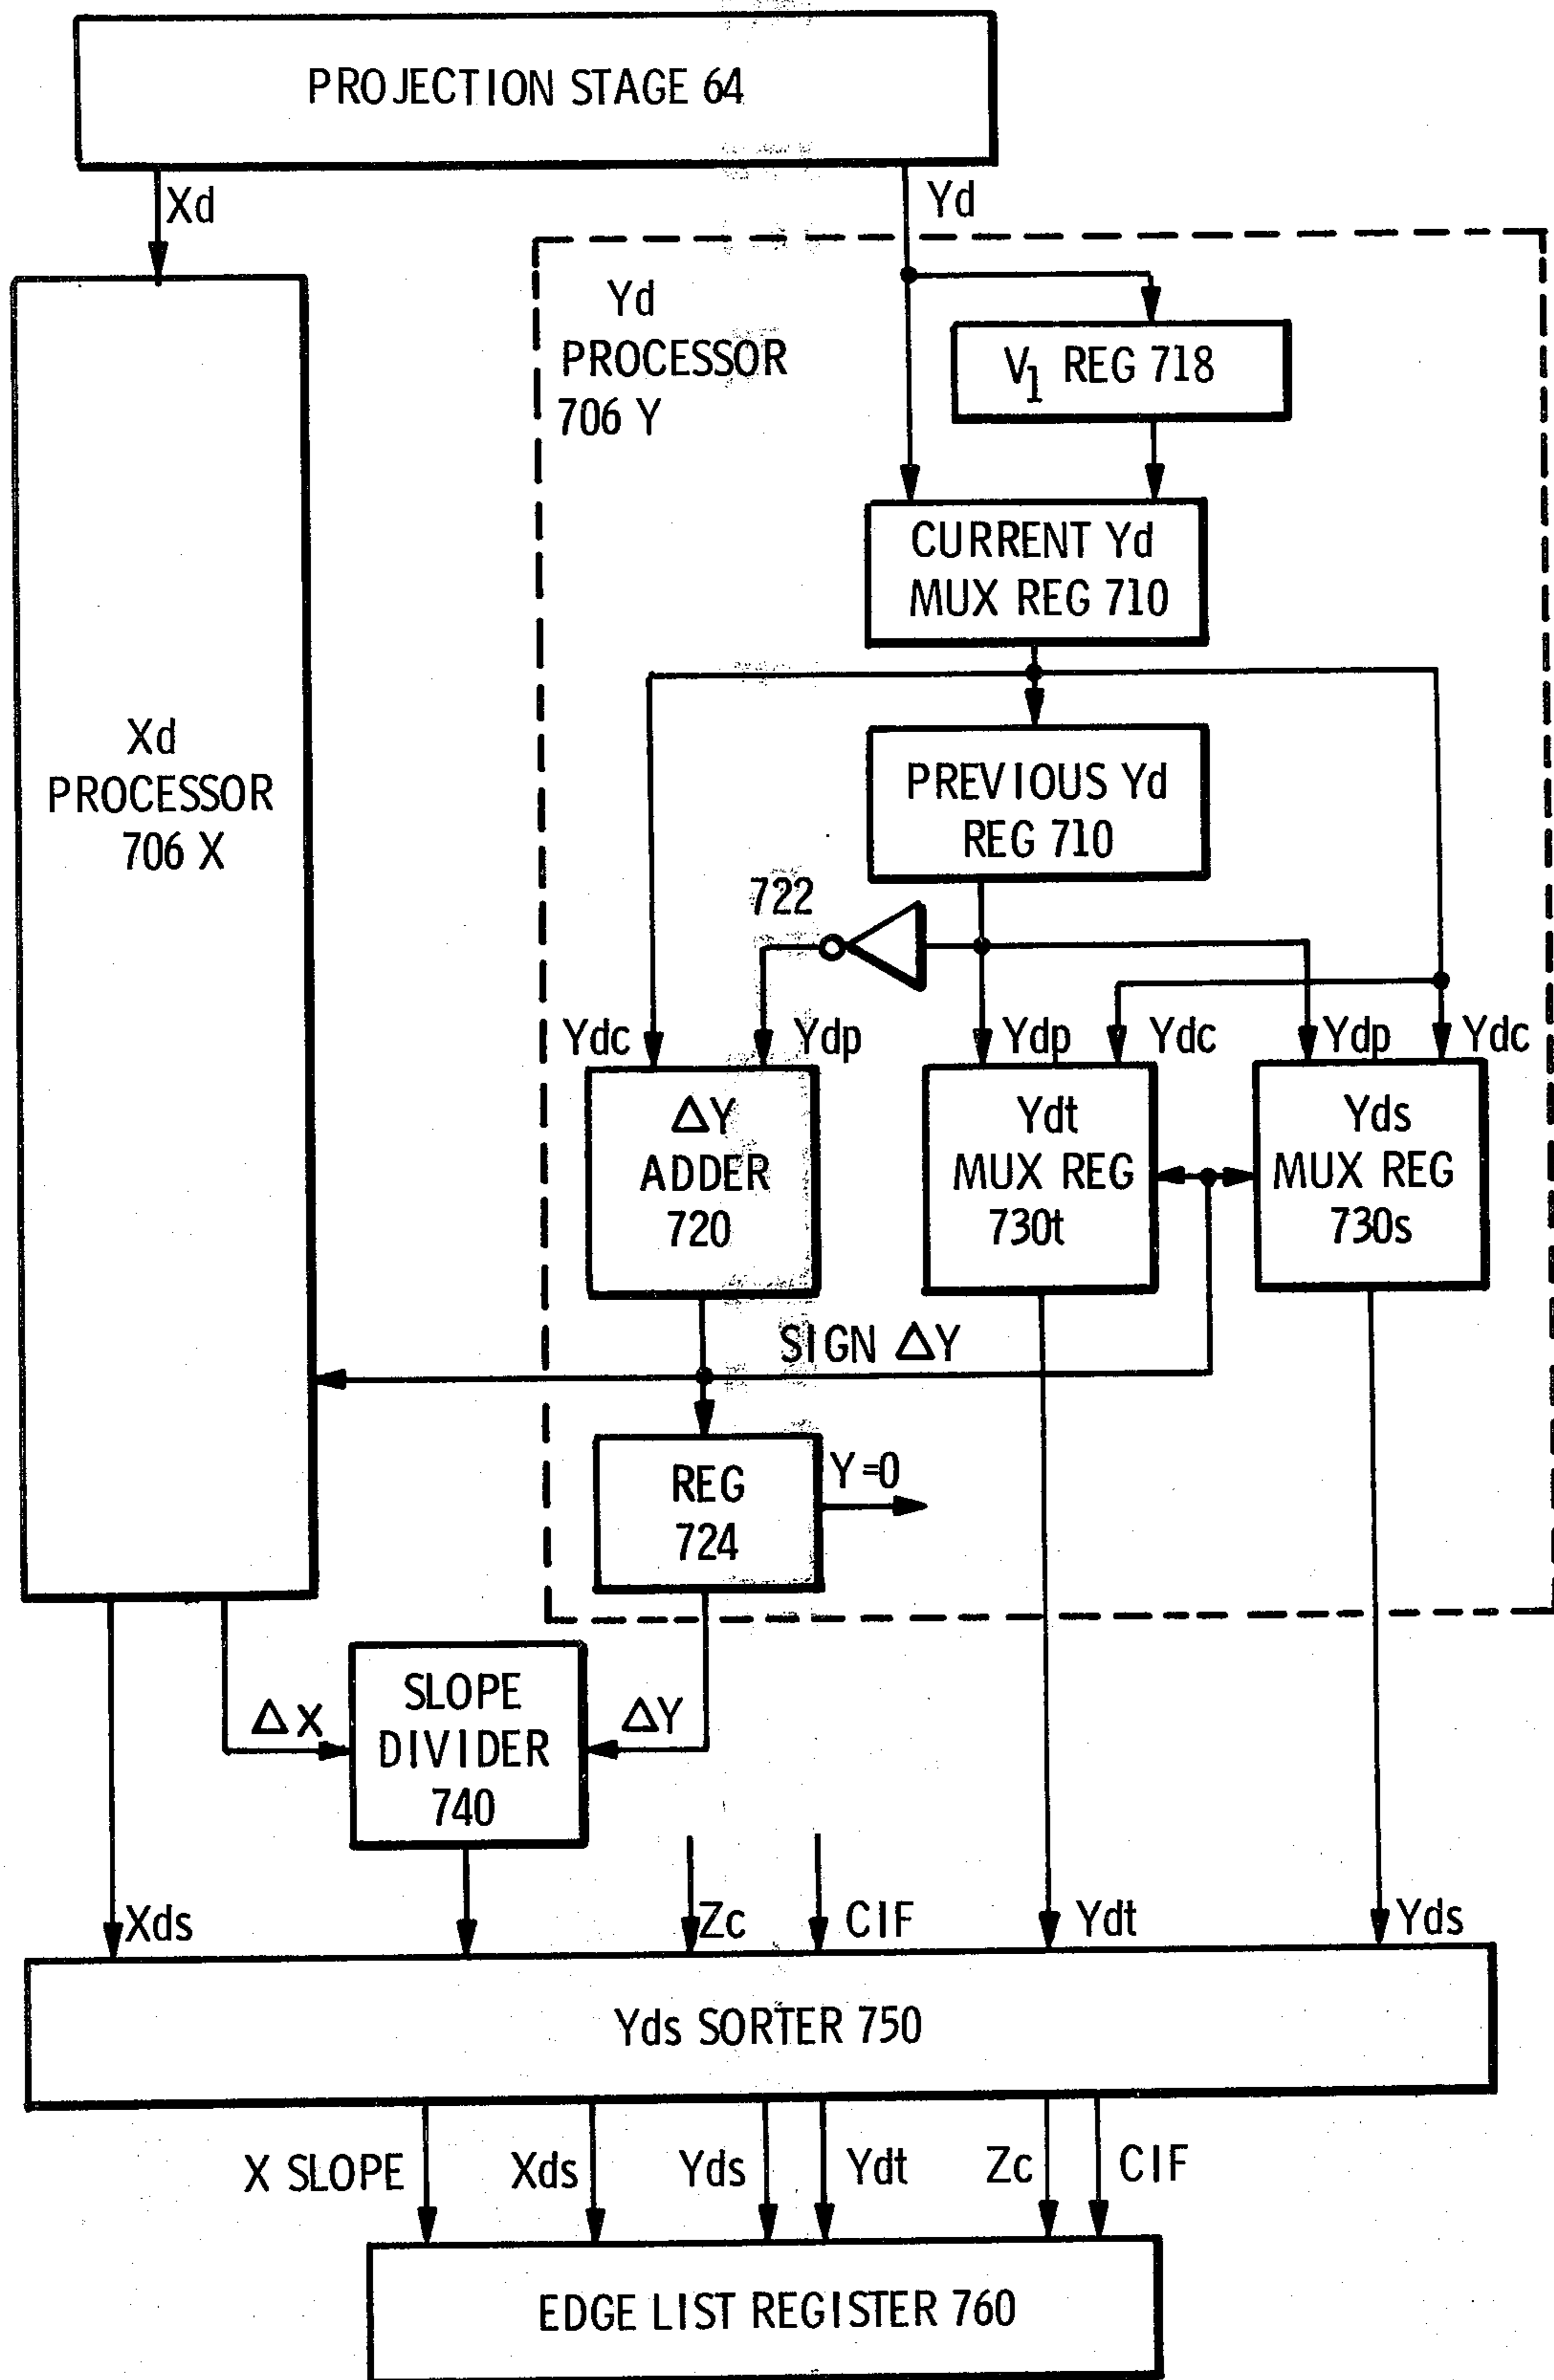 PROJECTION STAGE 64
Xd
Yd
Yd
PROCESSOR
706 Y
V1 REG 718
CURRENT Yd
MUX REG 710
Xd
PROCESSOR
706 X
PREVIOUS Yd
REG 710
722
Ydc
Ydp
Ydp
Ydc
Ydp
Ydc
ΔY
ADDER
720
Ydt
MUX REG
730t
Yds
MUX REG
730s
SIGN ΔY
REG
724
Y=0
ΔX
SLOPE
DIVIDER
740
ΔY
Xds
Zc
CIF
Ydt
Yds
Yds SORTER 750
X SLOPE
Xds
Yds
Ydt
Zc
CIF
EDGE LIST REGISTER 760